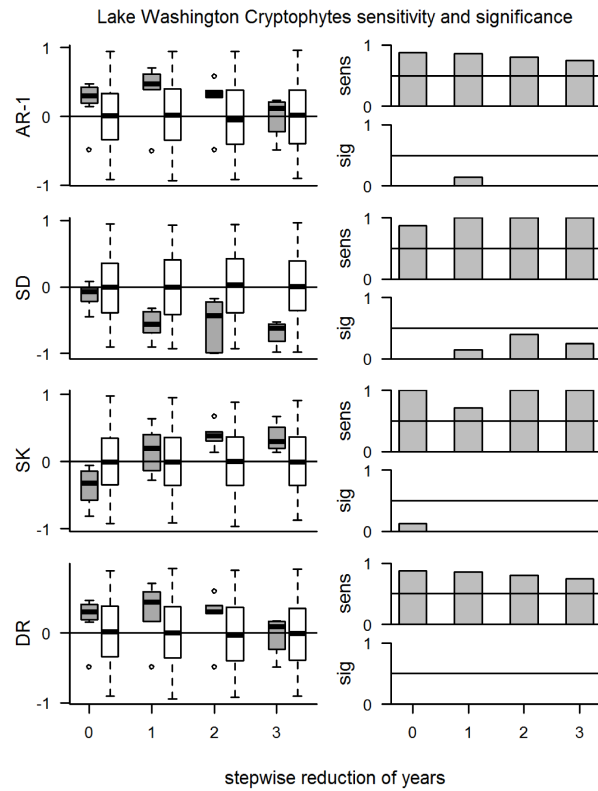 Lake Washington Cryptophytes sensitivity and significance
AR-1
1
0
-1
sens
1
0
sig
1
0
SD
1
0
-1
sens
1
0
sig
1
0
SK
1
0
-1
sens
1
0
sig
1
0
DR
0
-1
sens
1
0
sig
1
0
0 1 2 3
0 1 2 3
stepwise reduction of years